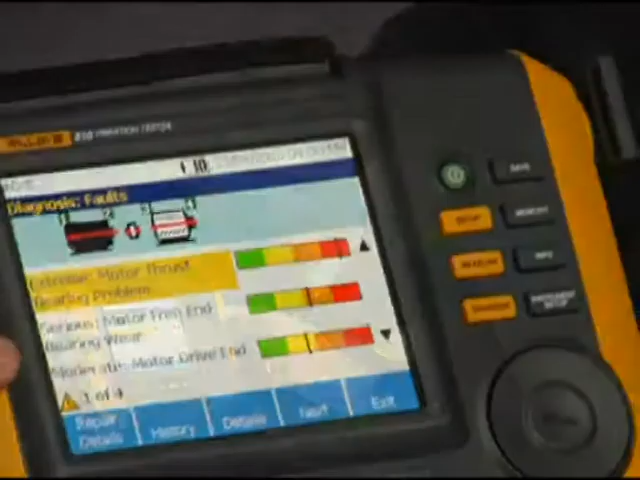 FLUKE 810 VIBRATION TESTER
Diagnosis: Faults
Extreme: Motor Thrust
Bearing Problem
Serious: Motor Free End
Bearing Wear
Moderate: Motor Drive End
1 of 4
Repair
Details
History
Details
Next
Exit
SAVE
SETUP
MEMORY
MEASURE
INFO
DIAGNOSE